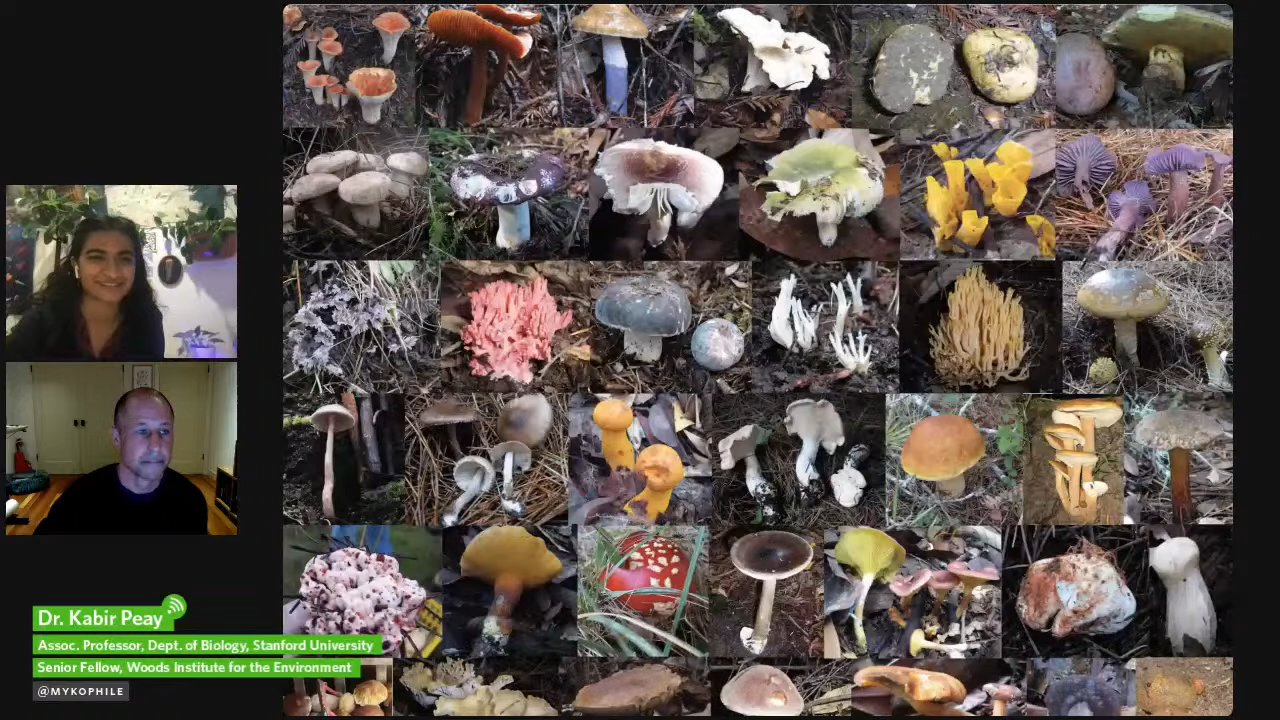 Dr. Kabir Peay
Assoc. Professor, Dept. of Biology, Stanford University
Senior Fellow, Woods Institute for the Environment
@MYKOPHILE